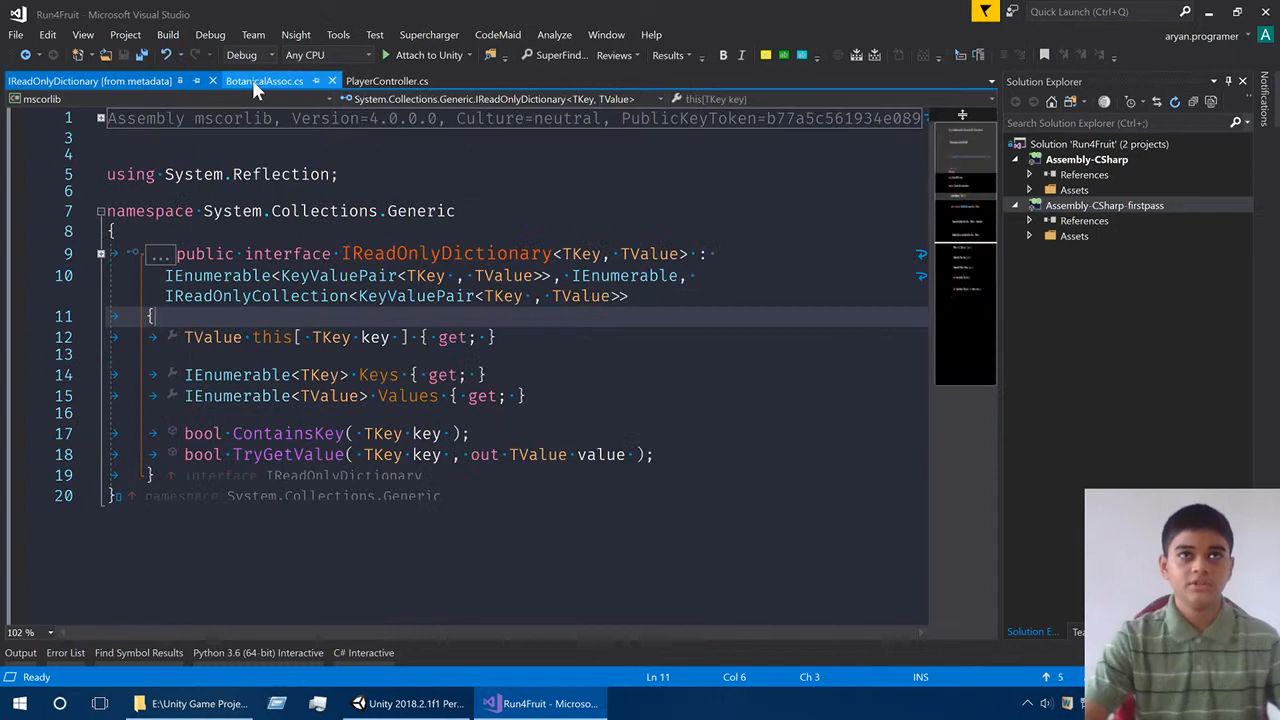 Run4Fruit - Microsoft Visual Studio
Quick Launch (Ctrl+Q)
File Edit View Project Build Debug Team Nsight Tools Test Supercharger CodeMaid Analyze Window Help
aryan.programer A
Debug Any CPU Attach to Unity SuperFinder Reviews Results B I
IReadOnlyDictionary [from metadata] BotanicalAssoc.cs PlayerController.cs
Solution Explorer
mscorlib System.Collections.Generic.IReadOnlyDictionary<TKey, TValue> this[TKey key]
Search Solution Explorer (Ctrl+;)
Solution 'Run4Fruit' (2 projects)
Assembly-CSharp
References
Assets
Assembly-CSharp-firstpass
References
Assets
Notifications
1 Assembly mscorlib, Version=4.0.0.0, Culture=neutral, PublicKeyToken=b77a5c561934e089
3
4
5 using System.Reflection;
6
7 namespace System.Collections.Generic
8 {
9 ... public interface IReadOnlyDictionary<TKey, TValue> :
10 IEnumerable<KeyValuePair<TKey , TValue>>, IEnumerable,
IReadOnlyCollection<KeyValuePair<TKey , TValue>>
11 {
12 TValue this[ TKey key ] { get; }
13
14 IEnumerable<TKey> Keys { get; }
15 IEnumerable<TValue> Values { get; }
16
17 bool ContainsKey( TKey key );
18 bool TryGetValue( TKey key , out TValue value );
19 } interface IReadOnlyDictionary
20 } namespace System.Collections.Generic
102 %
Solution E... Te
Output Error List Find Symbol Results Python 3.6 (64-bit) Interactive C# Interactive
Ready Ln 11 Col 6 Ch 3 INS 5
E:\Unity Game Proje... Unity 2018.2.1f1 Per... Run4Fruit - Microso...